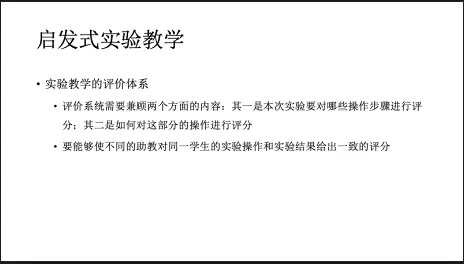 启发式实验教学
• 实验教学的评价体系
• 评价系统需要兼顾两个方面的内容：其一是本次实验要对哪些操作步骤进行评
分；其二是如何对这部分的操作进行评分
• 要能够使不同的助教对同一学生的实验操作和实验结果给出一致的评分